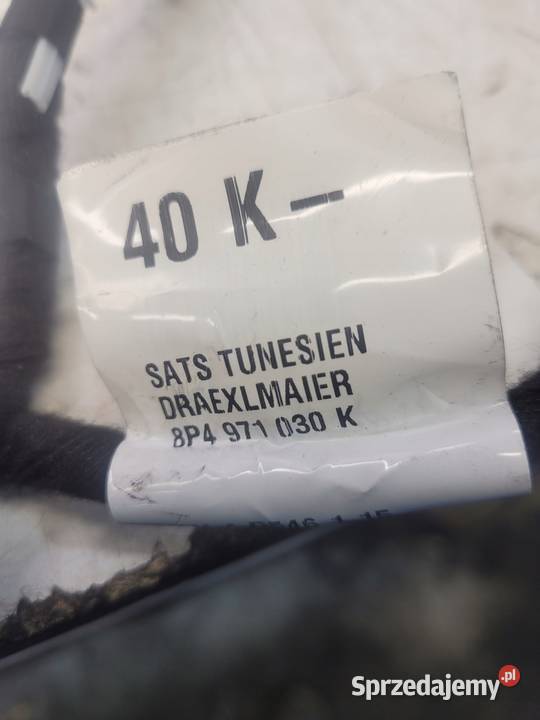 40 K–
SATS TUNESIEN
DRAEXLMAIER
8P4 971 030 K
Sprzedajemy.pl